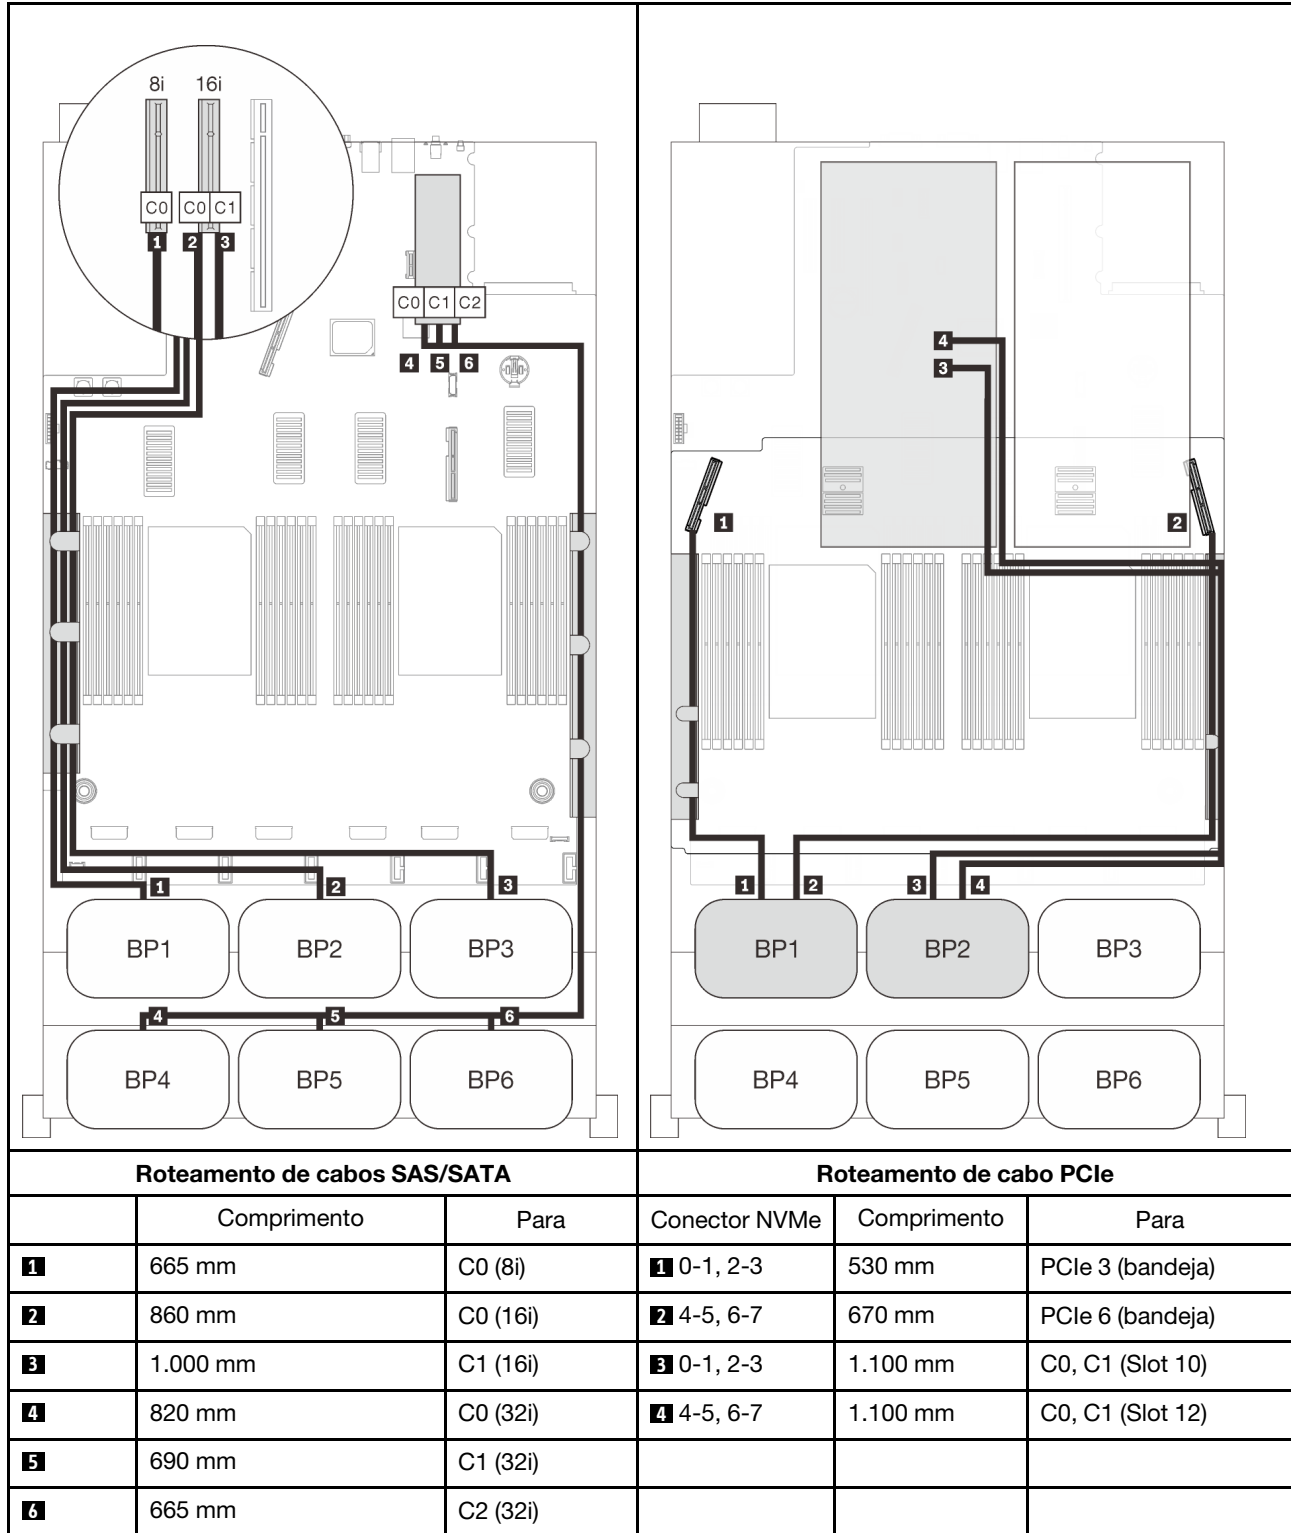 8i 16i
C0 C0 C1
1 2 3
C0 C1 C2
4 5 6
1 2 3
BP1 BP2 BP3
4 5 6
BP4 BP5 BP6
4
3
1 2
1 2 3 4
BP1 BP2 BP3
BP4 BP5 BP6
Roteamento de cabos SAS/SATA
Roteamento de cabo PCIe
Comprimento Para Conector NVMe Comprimento Para
1 665 mm C0 (8i) 1 0-1, 2-3 530 mm PCIe 3 (bandeja)
2 860 mm C0 (16i) 2 4-5, 6-7 670 mm PCIe 6 (bandeja)
3 1.000 mm C1 (16i) 3 0-1, 2-3 1.100 mm C0, C1 (Slot 10)
4 820 mm C0 (32i) 4 4-5, 6-7 1.100 mm C0, C1 (Slot 12)
5 690 mm C1 (32i)
6 665 mm C2 (32i)